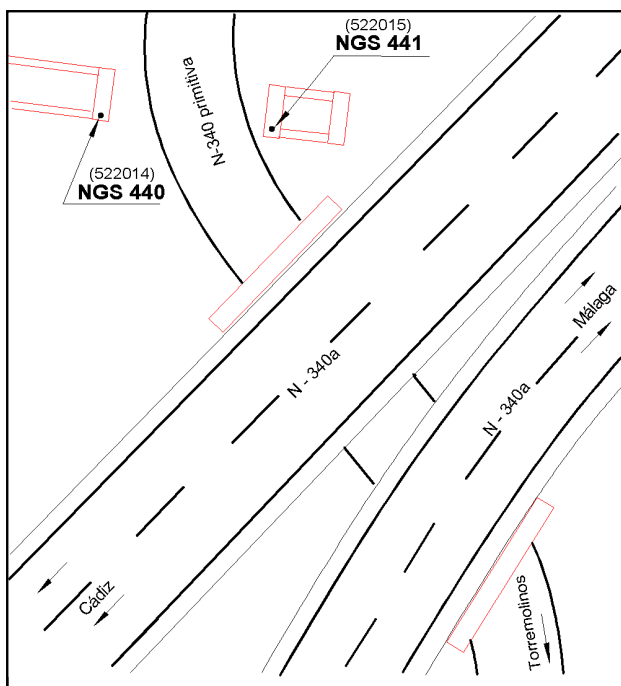 (522015)
NGS 441
N-340 primitiva
(522014)
NGS 440
Málaga
N - 340a
N - 340a
Cádiz
Torremolinos